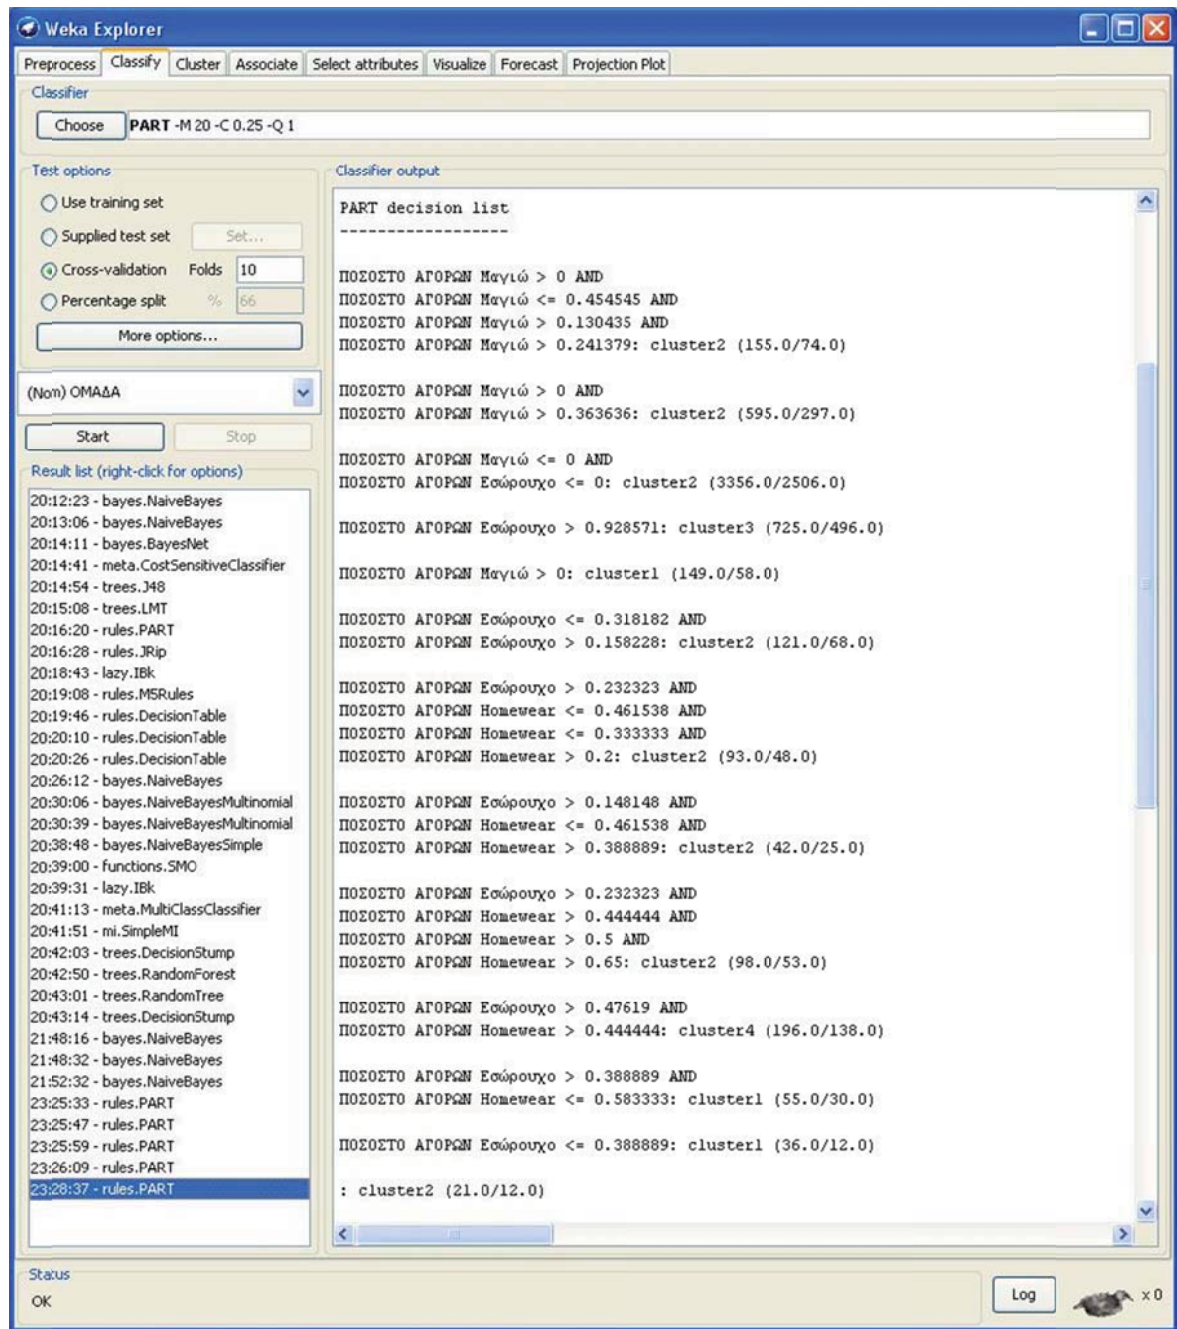 Weka Explorer
Preprocess Classify Cluster Associate Select attributes Visualize Forecast Projection Plot
Classifier
Choose PART -M 20 -C 0.25 -Q 1
Test options
Use training set
Supplied test set Set...
Cross-validation Folds 10
Percentage split % 66
More options...
(Nom) ΟΜΑΔΑ
Start Stop
Result list (right-click for options)
20:12:23 - bayes.NaiveBayes
20:13:06 - bayes.NaiveBayes
20:14:11 - bayes.BayesNet
20:14:41 - meta.CostSensitiveClassifier
20:14:54 - trees.J48
20:15:08 - trees.LMT
20:16:20 - rules.PART
20:16:28 - rules.JRip
20:18:43 - lazy.IBk
20:19:08 - rules.M5Rules
20:19:46 - rules.DecisionTable
20:20:10 - rules.DecisionTable
20:20:26 - rules.DecisionTable
20:26:12 - bayes.NaiveBayes
20:30:06 - bayes.NaiveBayesMultinomial
20:30:39 - bayes.NaiveBayesMultinomial
20:38:48 - bayes.NaiveBayesSimple
20:39:00 - functions.SMO
20:39:31 - lazy.IBk
20:41:13 - meta.MultiClassClassifier
20:41:51 - mi.SimpleMI
20:42:03 - trees.DecisionStump
20:42:50 - trees.RandomForest
20:43:01 - trees.RandomTree
20:43:14 - trees.DecisionStump
21:48:16 - bayes.NaiveBayes
21:48:32 - bayes.NaiveBayes
21:52:32 - bayes.NaiveBayes
23:25:33 - rules.PART
23:25:47 - rules.PART
23:25:59 - rules.PART
23:26:09 - rules.PART
23:28:37 - rules.PART
Classifier output
PART decision list
------------------
ΠΟΣΟΣΤΟ ΑΓΟΡΩΝ Μαγιώ > 0 AND
ΠΟΣΟΣΤΟ ΑΓΟΡΩΝ Μαγιώ <= 0.454545 AND
ΠΟΣΟΣΤΟ ΑΓΟΡΩΝ Μαγιώ > 0.130435 AND
ΠΟΣΟΣΤΟ ΑΓΟΡΩΝ Μαγιώ > 0.241379: cluster2 (155.0/74.0)
ΠΟΣΟΣΤΟ ΑΓΟΡΩΝ Μαγιώ > 0 AND
ΠΟΣΟΣΤΟ ΑΓΟΡΩΝ Μαγιώ > 0.363636: cluster2 (595.0/297.0)
ΠΟΣΟΣΤΟ ΑΓΟΡΩΝ Μαγιώ <= 0 AND
ΠΟΣΟΣΤΟ ΑΓΟΡΩΝ Εσώρουχο <= 0: cluster2 (3356.0/2506.0)
ΠΟΣΟΣΤΟ ΑΓΟΡΩΝ Εσώρουχο > 0.928571: cluster3 (725.0/496.0)
ΠΟΣΟΣΤΟ ΑΓΟΡΩΝ Μαγιώ > 0: cluster1 (149.0/58.0)
ΠΟΣΟΣΤΟ ΑΓΟΡΩΝ Εσώρουχο <= 0.318182 AND
ΠΟΣΟΣΤΟ ΑΓΟΡΩΝ Εσώρουχο > 0.158228: cluster2 (121.0/68.0)
ΠΟΣΟΣΤΟ ΑΓΟΡΩΝ Εσώρουχο > 0.232323 AND
ΠΟΣΟΣΤΟ ΑΓΟΡΩΝ Homewear <= 0.461538 AND
ΠΟΣΟΣΤΟ ΑΓΟΡΩΝ Homewear <= 0.333333 AND
ΠΟΣΟΣΤΟ ΑΓΟΡΩΝ Homewear > 0.2: cluster2 (93.0/48.0)
ΠΟΣΟΣΤΟ ΑΓΟΡΩΝ Εσώρουχο > 0.148148 AND
ΠΟΣΟΣΤΟ ΑΓΟΡΩΝ Homewear <= 0.461538 AND
ΠΟΣΟΣΤΟ ΑΓΟΡΩΝ Homewear > 0.388889: cluster2 (42.0/25.0)
ΠΟΣΟΣΤΟ ΑΓΟΡΩΝ Εσώρουχο > 0.232323 AND
ΠΟΣΟΣΤΟ ΑΓΟΡΩΝ Homewear > 0.444444 AND
ΠΟΣΟΣΤΟ ΑΓΟΡΩΝ Homewear > 0.5 AND
ΠΟΣΟΣΤΟ ΑΓΟΡΩΝ Homewear > 0.65: cluster2 (98.0/53.0)
ΠΟΣΟΣΤΟ ΑΓΟΡΩΝ Εσώρουχο > 0.47619 AND
ΠΟΣΟΣΤΟ ΑΓΟΡΩΝ Homewear > 0.444444: cluster4 (196.0/138.0)
ΠΟΣΟΣΤΟ ΑΓΟΡΩΝ Εσώρουχο > 0.388889 AND
ΠΟΣΟΣΤΟ ΑΓΟΡΩΝ Homewear <= 0.583333: cluster1 (55.0/30.0)
ΠΟΣΟΣΤΟ ΑΓΟΡΩΝ Εσώρουχο <= 0.388889: cluster1 (36.0/12.0)
: cluster2 (21.0/12.0)
Status
OK
Log
x 0